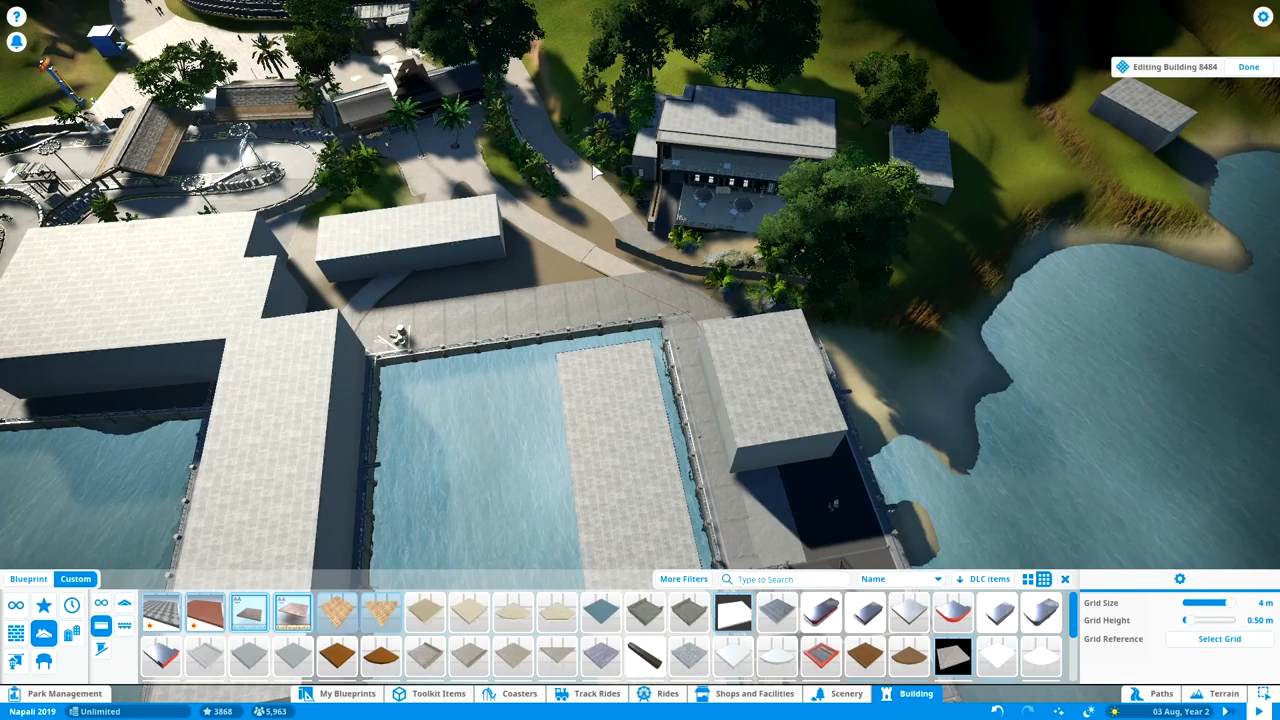 ?
Editing Building 8484 Done
Blueprint Custom More Filters Type to Search Name DLC items
Grid Size 4 m
Grid Height 0.50 m
Grid Reference Select Grid
Park Management My Blueprints Toolkit Items Coasters Track Rides Rides Shops and Facilities Scenery Building Paths Terrain
Napali 2019 Unlimited 3868 5,963 03 Aug, Year 2